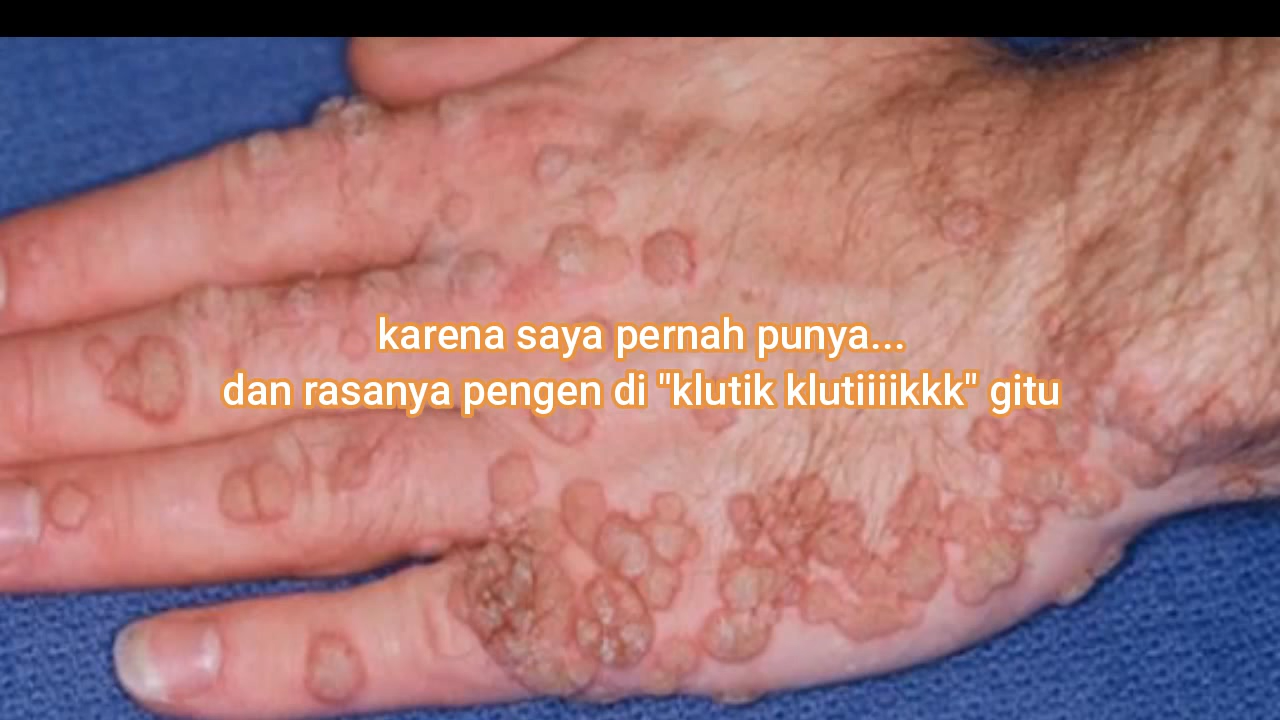 karena saya pernah punya...
dan rasanya pengen di "klutik klutiiiikkk" gitu